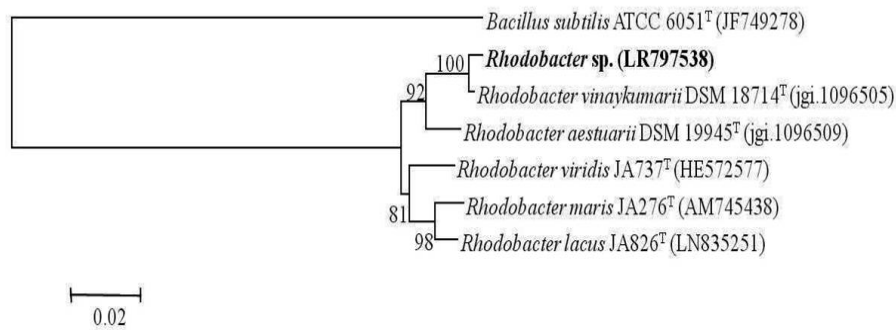 Bacillus subtilis ATCC 6051ᵀ (JF749278)
Rhodobacter sp. (LR797538)
100
Rhodobacter vinaykumarii DSM 18714ᵀ (jgi.1096505)
92
Rhodobacter aestuarii DSM 19945ᵀ (jgi.1096509)
Rhodobacter viridis JA737ᵀ (HE572577)
Rhodobacter maris JA276ᵀ (AM745438)
81
Rhodobacter lacus JA826ᵀ (LN835251)
98
0.02